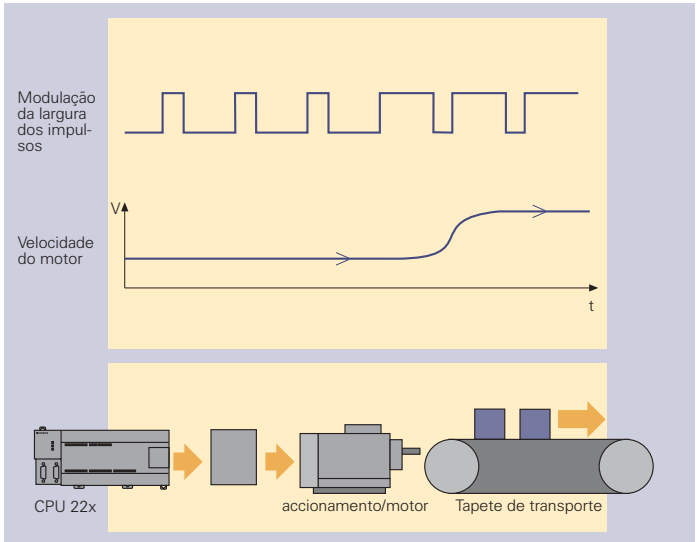 Modulação
da largura
dos impul-
sos
V
Velocidade
do motor
t
CPU 22x
accionamento/motor
Tapete de transporte